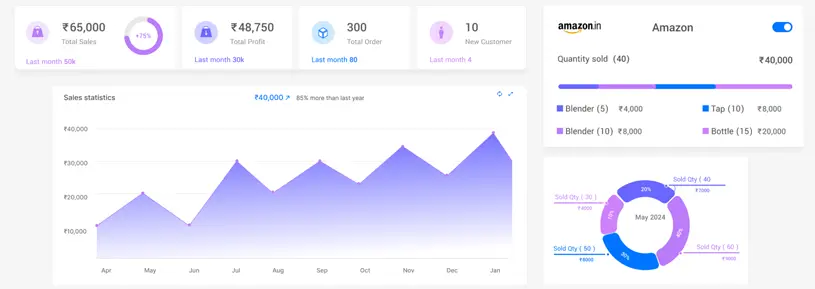 ₹65,000
Total Sales
+75%
Last month 50k
₹48,750
Total Profit
Last month 30k
300
Total Order
Last month 80
10
New Customer
Last month 4
amazon.in
Amazon
Quantity sold (40)
₹40,000
Blender (5) ₹4,000
Tap (10) ₹8,000
Blender (10) ₹8,000
Bottle (15) ₹20,000
Sales statistics
₹40,000 85% more than last year
₹40,000
₹30,000
₹20,000
₹10,000
Apr May Jun Jul Aug Sep Oct Nov Dec Jan
Sold Qty ( 40
20%
Sold Qty ( 30 )
₹4000
May 2024
Sold Qty ( 60 )
40%
Sold Qty ( 50 )
30%